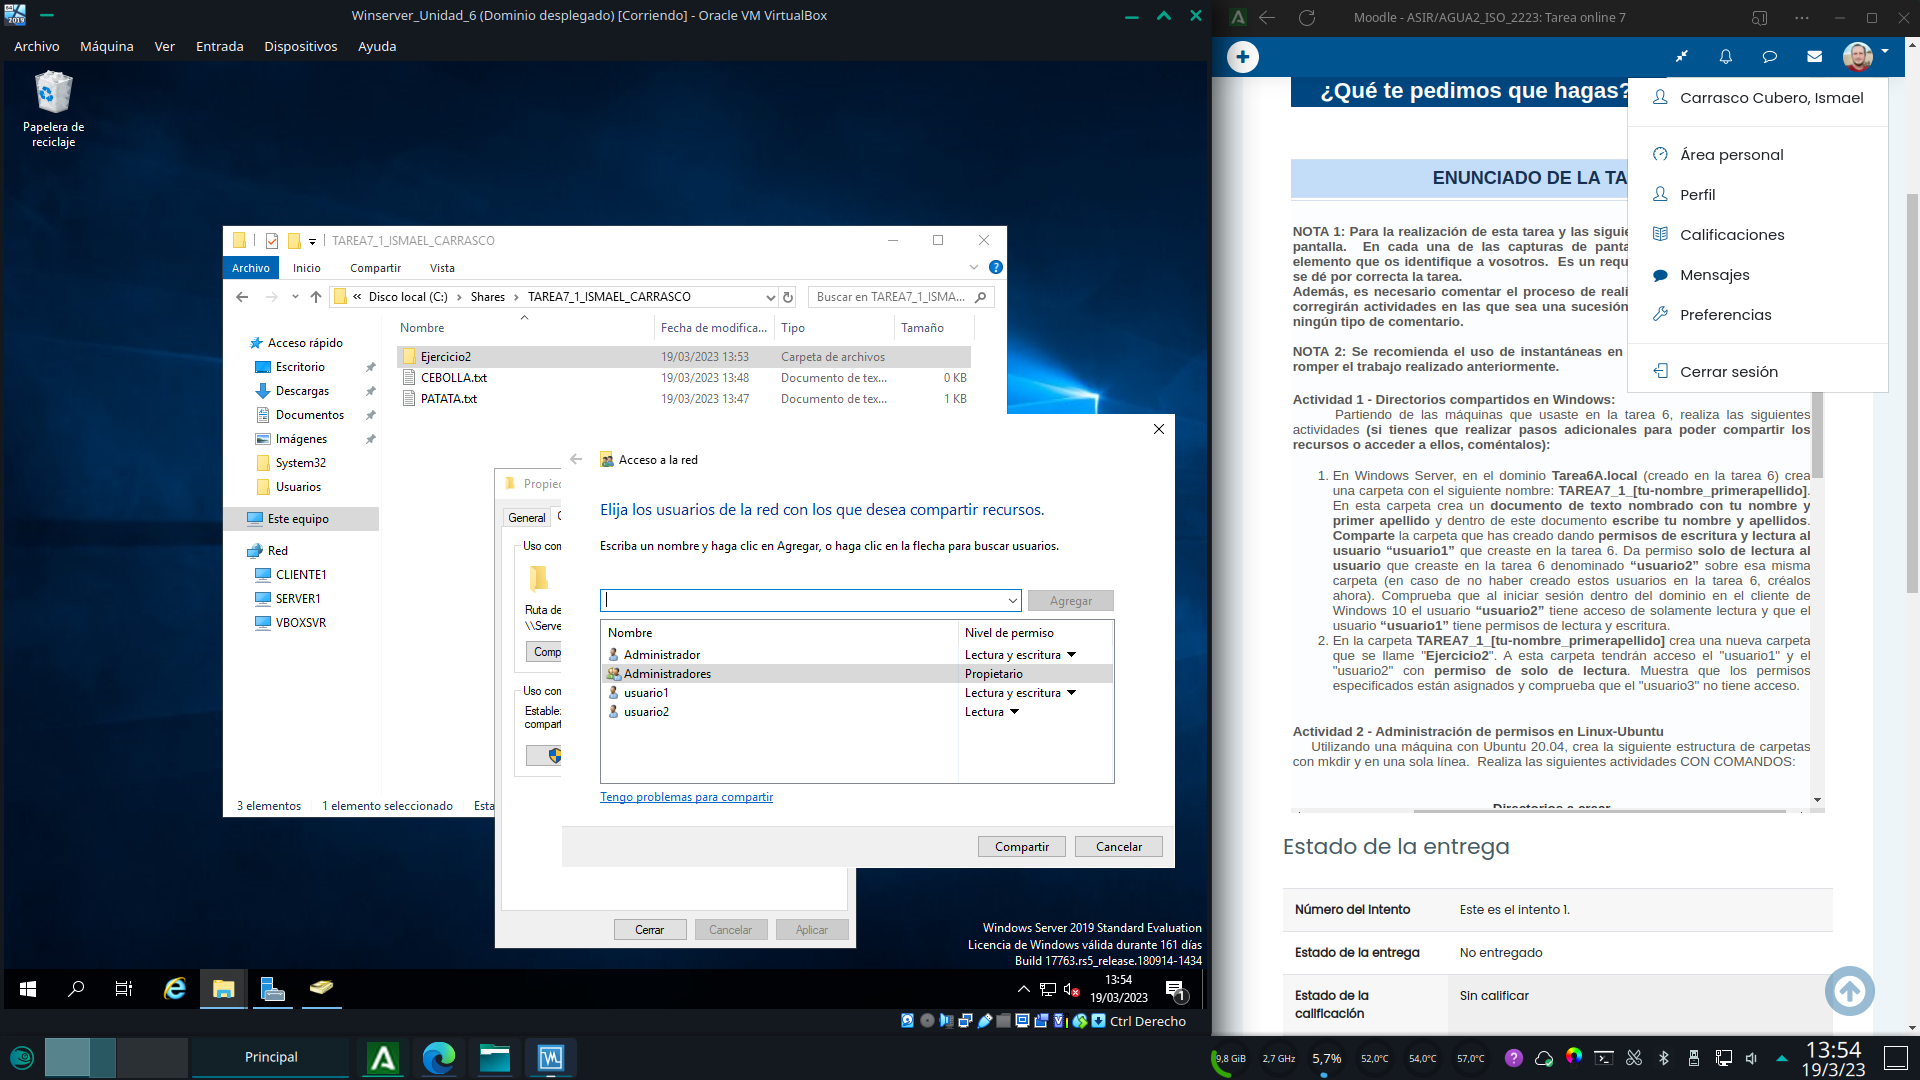 Winserver_Unidad_6 (Dominio desplegado) [Corriendo] - Oracle VM VirtualBox
Archivo Máquina Ver Entrada Dispositivos Ayuda
Papelera de
reciclaje
TAREA7_1_ISMAEL_CARRASCO
Archivo Inicio Compartir Vista
« Disco local (C:) > Shares > TAREA7_1_ISMAEL_CARRASCO
Buscar en TAREA7_1_ISMA...
Nombre Fecha de modifica... Tipo Tamaño
Ejercicio2 19/03/2023 13:53 Carpeta de archivos
CEBOLLA.txt 19/03/2023 13:48 Documento de tex... 0 KB
PATATA.txt 19/03/2023 13:47 Documento de tex... 1 KB
Acceso rápido
Escritorio
Descargas
Documentos
Imágenes
System32
Usuarios
Este equipo
Red
CLIENTE1
SERVER1
VBOXSVR
3 elementos 1 elemento seleccionado Esta
Propied
General
Uso com
Ruta de
\\Serve
Comp
Uso com
Estable
compart
Cerrar Cancelar Aplicar
Acceso a la red
Elija los usuarios de la red con los que desea compartir recursos.
Escriba un nombre y haga clic en Agregar, o haga clic en la flecha para buscar usuarios.
Agregar
Nombre Nivel de permiso
Administrador Lectura y escritura
Administradores Propietario
usuario1 Lectura y escritura
usuario2 Lectura
Tengo problemas para compartir
Compartir Cancelar
Windows Server 2019 Standard Evaluation
Licencia de Windows válida durante 161 días
Build 17763.rs5_release.180914-1434
13:54
19/03/2023
1
Ctrl Derecho
Moodle - ASIR/AGUA2_ISO_2223: Tarea online 7
¿Qué te pedimos que hagas?
Carrasco Cubero, Ismael
Área personal
Perfil
Calificaciones
Mensajes
Preferencias
Cerrar sesión
ENUNCIADO DE LA TA
NOTA 1: Para la realización de esta tarea y las siguie
pantalla. En cada una de las capturas de panta
elemento que os identifique a vosotros. Es un requ
se dé por correcta la tarea.
Además, es necesario comentar el proceso de reali
corregirán actividades en las que sea una sucesión
ningún tipo de comentario.
NOTA 2: Se recomienda el uso de instantáneas en
romper el trabajo realizado anteriormente.
Actividad 1 - Directorios compartidos en Windows:
Partiendo de las máquinas que usaste en la tarea 6, realiza las siguientes
actividades (si tienes que realizar pasos adicionales para poder compartir los
recursos o acceder a ellos, coméntalos):
1. En Windows Server, en el dominio Tarea6A.local (creado en la tarea 6) crea
una carpeta con el siguiente nombre: TAREA7_1_[tu-nombre_primerapellido].
En esta carpeta crea un documento de texto nombrado con tu nombre y
primer apellido y dentro de este documento escribe tu nombre y apellidos.
Comparte la carpeta que has creado dando permisos de escritura y lectura al
usuario “usuario1” que creaste en la tarea 6. Da permiso solo de lectura al
usuario que creaste en la tarea 6 denominado “usuario2” sobre esa misma
carpeta (en caso de no haber creado estos usuarios en la tarea 6, créalos
ahora). Comprueba que al iniciar sesión dentro del dominio en el cliente de
Windows 10 el usuario “usuario2” tiene acceso de solamente lectura y que el
usuario “usuario1” tiene permisos de lectura y escritura.
2. En la carpeta TAREA7_1_[tu-nombre_primerapellido] crea una nueva carpeta
que se llame "Ejercicio2". A esta carpeta tendrán acceso el "usuario1" y el
"usuario2" con permiso de solo de lectura. Muestra que los permisos
especificados están asignados y comprueba que el "usuario3" no tiene acceso.
Actividad 2 - Administración de permisos en Linux-Ubuntu
Utilizando una máquina con Ubuntu 20.04, crea la siguiente estructura de carpetas
con mkdir y en una sola línea. Realiza las siguientes actividades CON COMANDOS:
Directorios a crear
Estado de la entrega
Número del intento Este es el intento 1.
Estado de la entrega No entregado
Estado de la
calificación
Sin calificar
Principal
9,8 GiB 2,7 GHz 5,7% 52,0°C 54,0°C 57,0°C
13:54
19/3/23